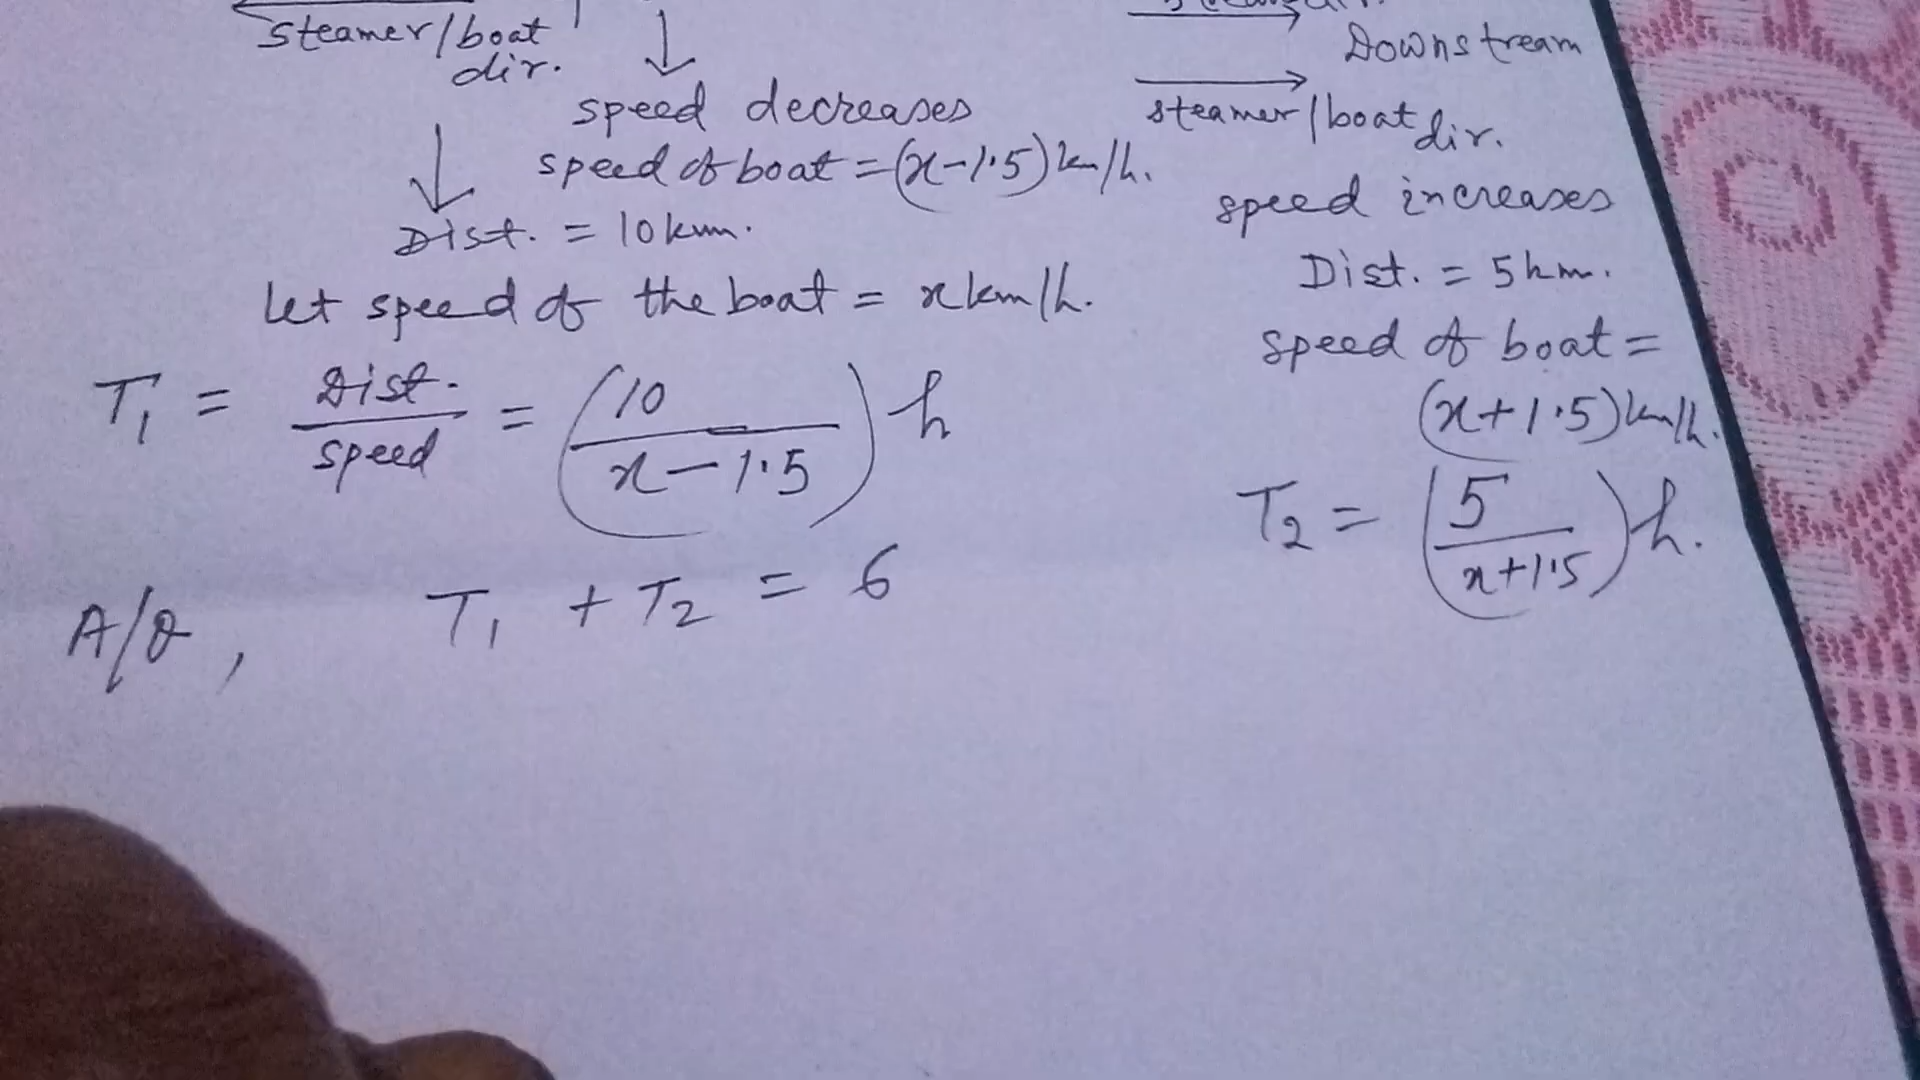 steamer/boat
dir.
speed decreases
speed of boat = (x-1.5) km/h.
Dist. = 10 km.
Let speed of the boat = x km/h.
T1 = Dist. / speed = (10 / x - 1.5) h
Downstream
steamer/boat dir.
speed increases
Dist. = 5 km.
speed of boat =
(x+1.5) km/h.
T2 = (5 / x+1.5) h.
A/Q, T1 + T2 = 6